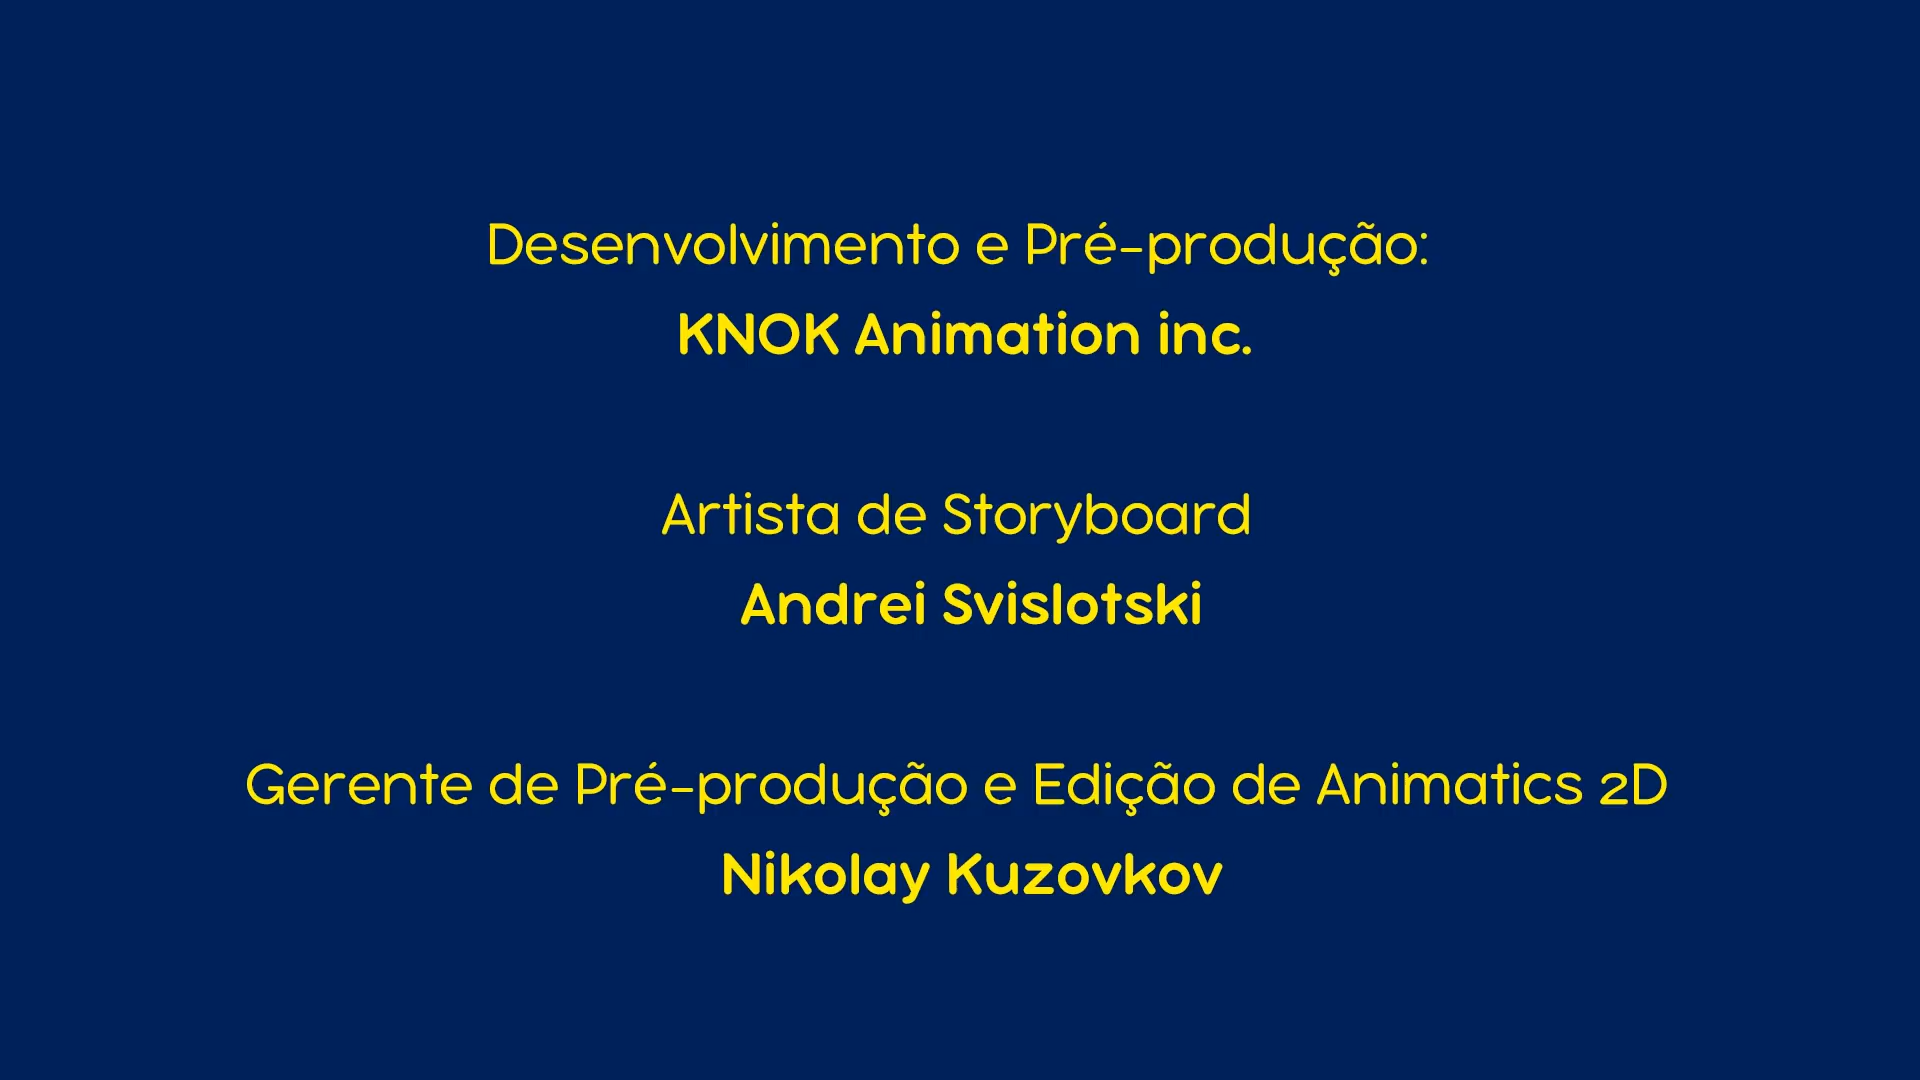 Desenvolvimento e Pré-produção:
KNOK Animation inc.
Artista de Storyboard
Andrei Svislotski
Gerente de Pré-produção e Edição de Animatics 2D
Nikolay Kuzovkov